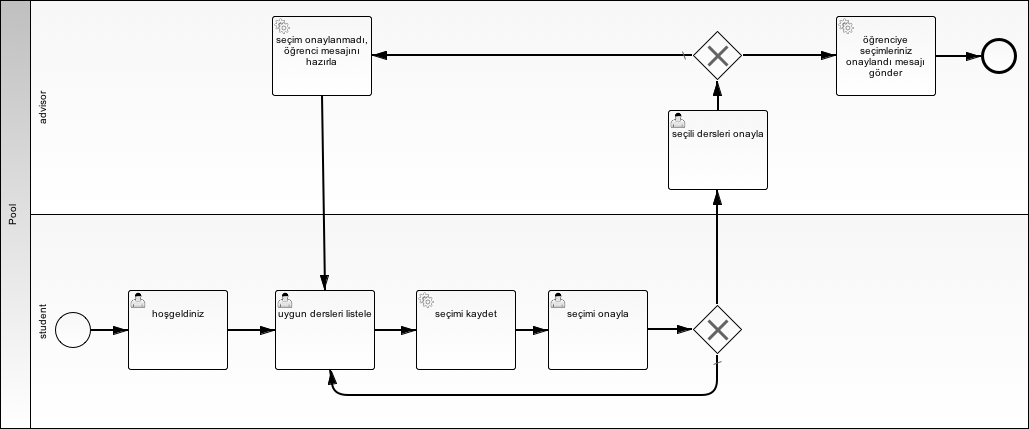 Pool
advisor
seçim onaylanmadı,
öğrenci mesajını
hazırla
öğrenciye
seçimleriniz
onaylandı mesajı
gönder
seçili dersleri onayla
student
hoşgeldiniz
uygun dersleri listele
seçimi kaydet
seçimi onayla